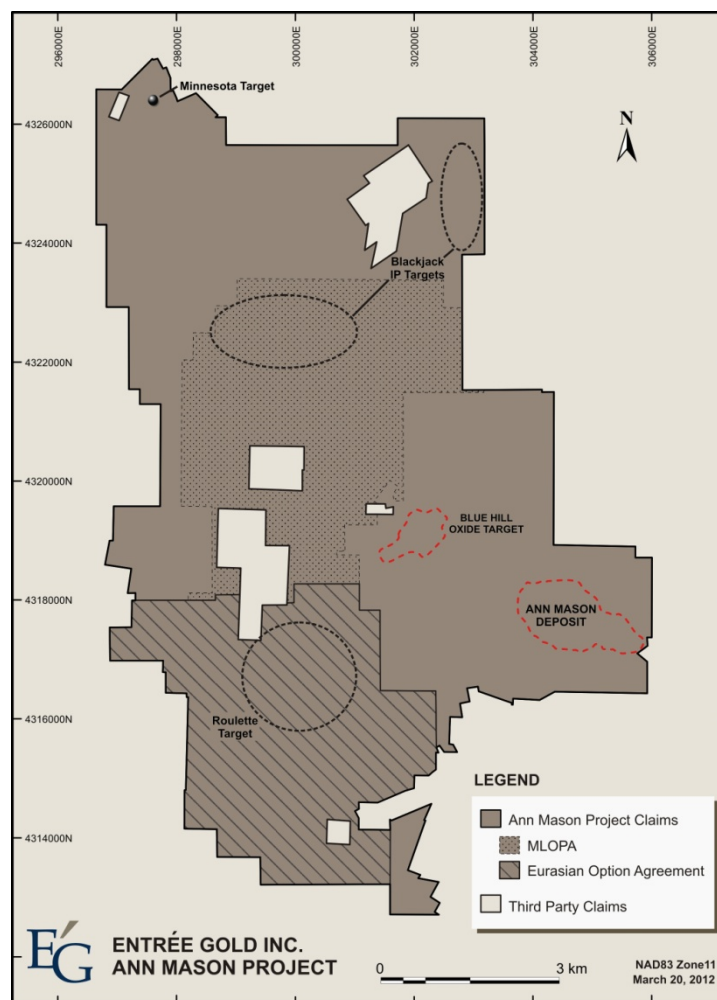 296000E
298000E
300000E
302000E
304000E
306000E
Minnesota Target
4326000N
N
4324000N
Blackjack
IP Targets
4322000N
4320000N
BLUE HILL
OXIDE TARGET
4318000N
ANN MASON
DEPOSIT
4316000N
Roulette
Target
LEGEND
Ann Mason Project Claims
4314000N
MLOPA
Eurasian Option Agreement
Third Party Claims
EG
ENTRÉE GOLD INC.
ANN MASON PROJECT
0
3 km
NAD83 Zone11
March 20, 2012